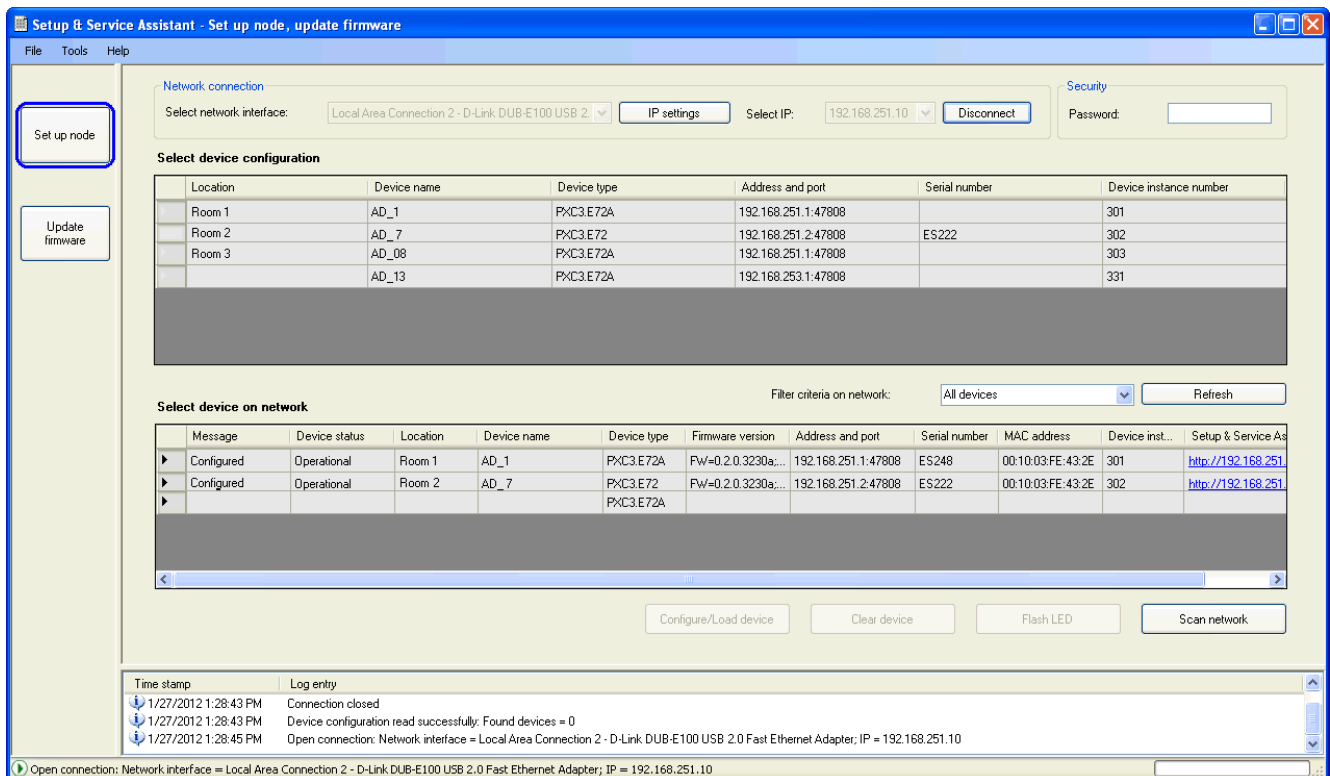 Setup & Service Assistant - Set up node, update firmware
File Tools Help
Set up node
Update
firmware
Network connection
Select network interface: Local Area Connection 2 - D-Link DUB-E100 USB 2. IP settings Select IP: 192.168.251.10 Disconnect
Security
Password:
Select device configuration
Location Device name Device type Address and port Serial number Device instance number
Room 1 AD_1 PXC3.E72A 192.168.251.1:47808 301
Room 2 AD_7 PXC3.E72 192.168.251.2:47808 ES222 302
Room 3 AD_08 PXC3.E72A 192.168.251.1:47808 303
AD_13 PXC3.E72A 192.168.253.1:47808 331
Filter criteria on network: All devices Refresh
Select device on network
Message Device status Location Device name Device type Firmware version Address and port Serial number MAC address Device inst... Setup & Service As
Configured Operational Room 1 AD_1 PXC3.E72A FW=0.2.0.3230a;... 192.168.251.1:47808 ES248 00:10:03:FE:43:2E 301 http://192.168.251.
Configured Operational Room 2 AD_7 PXC3.E72 FW=0.2.0.3230a;... 192.168.251.2:47808 ES222 00:10:03:FE:43:2E 302 http://192.168.251.
PXC3.E72A
Configure/Load device Clear device Flash LED Scan network
Time stamp Log entry
1/27/2012 1:28:43 PM Connection closed
1/27/2012 1:28:43 PM Device configuration read successfully: Found devices = 0
1/27/2012 1:28:45 PM Open connection: Network interface = Local Area Connection 2 - D-Link DUB-E100 USB 2.0 Fast Ethernet Adapter; IP = 192.168.251.10
Open connection: Network interface = Local Area Connection 2 - D-Link DUB-E100 USB 2.0 Fast Ethernet Adapter; IP = 192.168.251.10